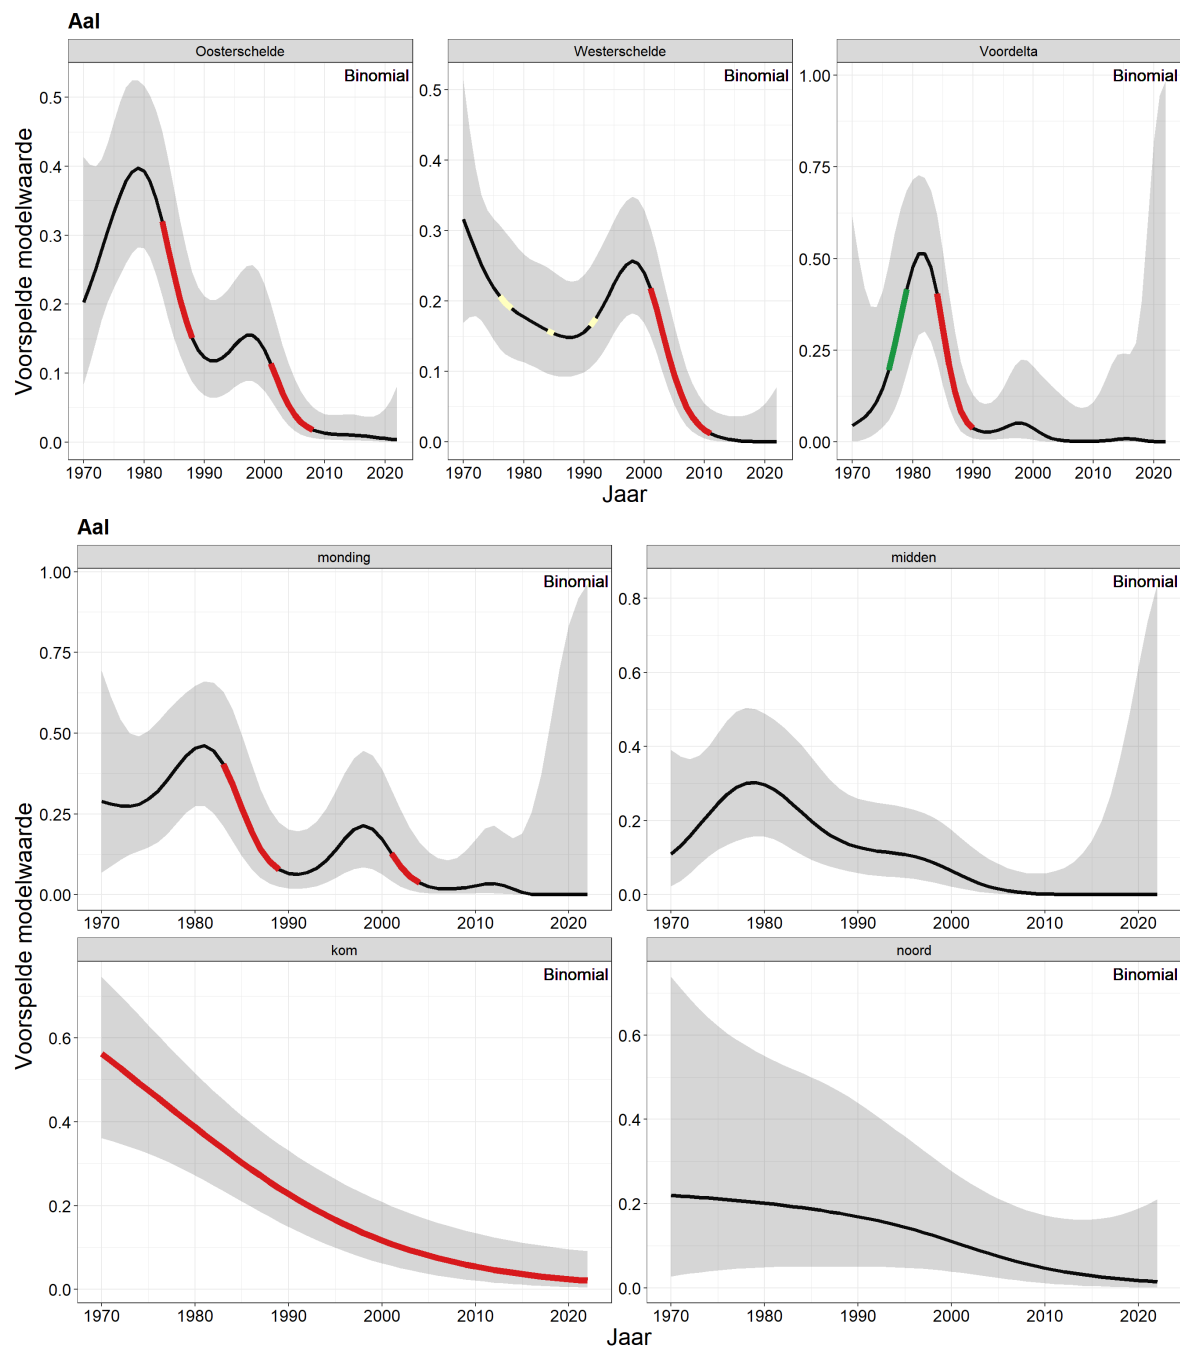 Aal
Oosterschelde Westerschelde Voordelta
Binomial Binomial Binomial
Voorspelde modelwaarde
0.5
0.4
0.3
0.2
0.1
0.0
0.5
0.4
0.3
0.2
0.1
0.0
1.00
0.75
0.50
0.25
0.00
1970 1980 1990 2000 2010 2020 1970 1980 1990 2000 2010 2020 1970 1980 1990 2000 2010 2020
Jaar
Aal
monding midden
Binomial Binomial
1.00
0.75
0.50
0.25
0.00
0.8
0.6
0.4
0.2
0.0
1970 1980 1990 2000 2010 2020 1970 1980 1990 2000 2010 2020
Voorspelde modelwaarde
kom noord
Binomial Binomial
0.6
0.4
0.2
0.0
0.6
0.4
0.2
0.0
1970 1980 1990 2000 2010 2020 1970 1980 1990 2000 2010 2020
Jaar